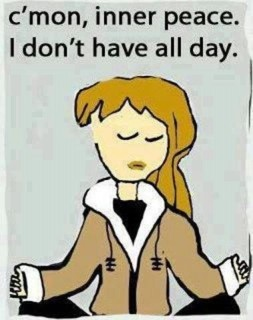 c'mon, inner peace.
I don't have all day.